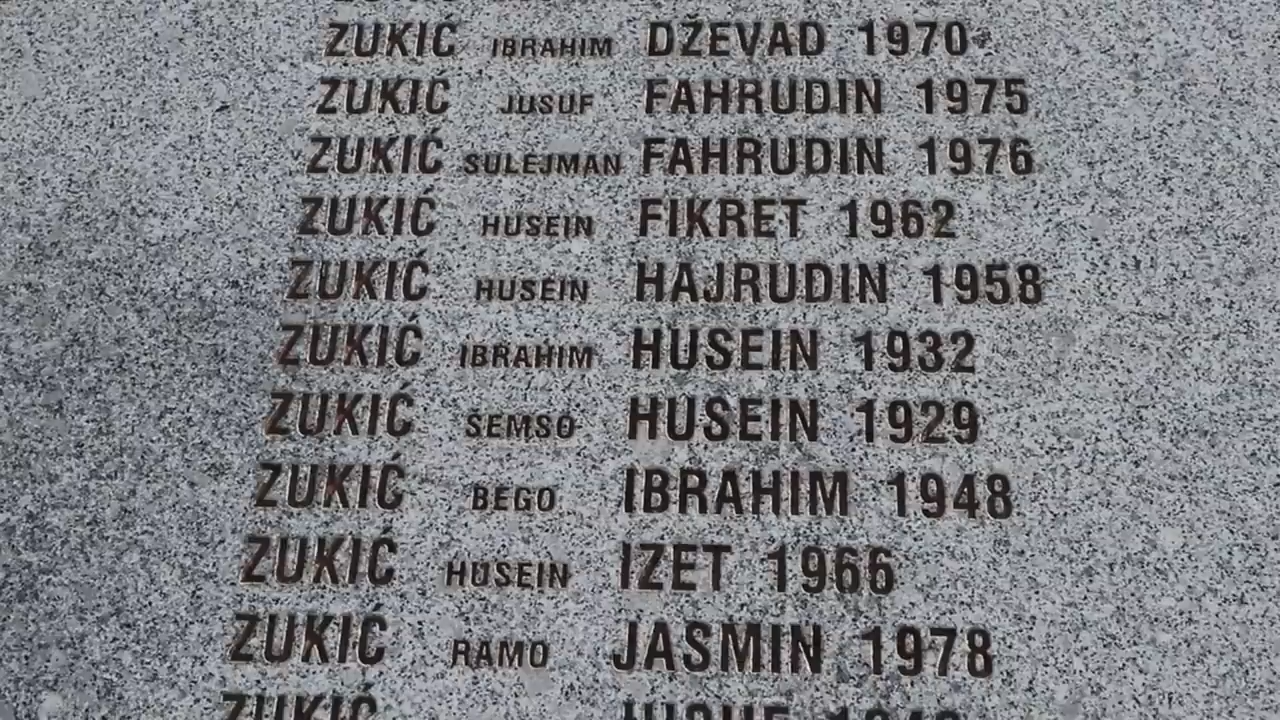 ZUKIĆ IBRAHIM DŽEVAD 1970
ZUKIĆ JUSUF FAHRUDIN 1975
ZUKIĆ SULEJMAN FAHRUDIN 1976
ZUKIĆ HUSEIN FIKRET 1962
ZUKIĆ HUSEIN HAJRUDIN 1958
ZUKIĆ IBRAHIM HUSEIN 1932
ZUKIĆ ŠEMSO HUSEIN 1929
ZUKIĆ BEGO IBRAHIM 1948
ZUKIĆ HUSEIN IZET 1966
ZUKIĆ RAMO JASMIN 1978
ZUKIĆ